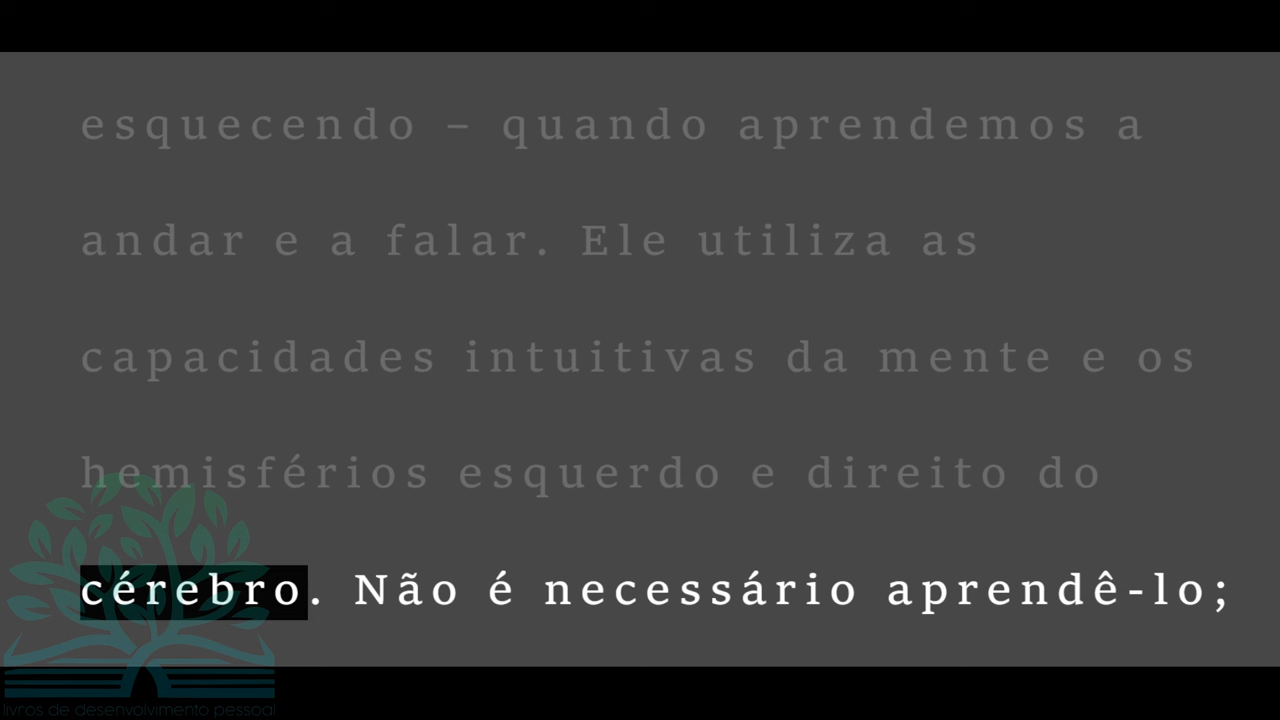 esquecendo – quando aprendemos a
andar e a falar. Ele utiliza as
capacidades intuitivas da mente e os
hemisférios esquerdo e direito do
cérebro. Não é necessário aprendê-lo;
livros de desenvolvimento pessoal